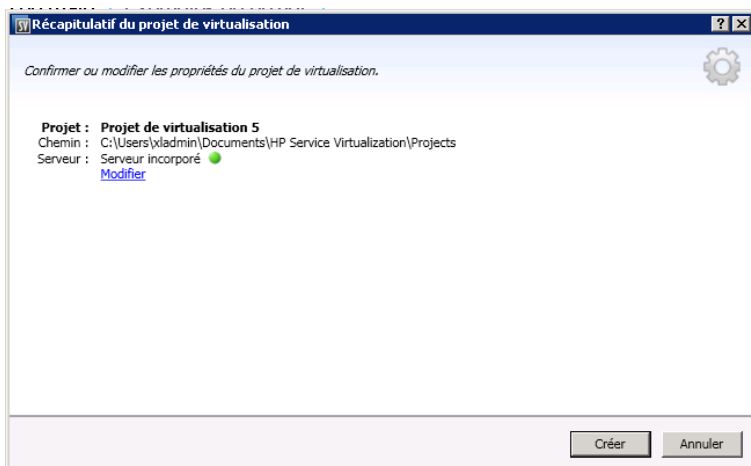 SV Récapitulatif du projet de virtualisation ? X
Confirmer ou modifier les propriétés du projet de virtualisation.
Projet : Projet de virtualisation 5
Chemin : C:\Users\xladmin\Documents\HP Service Virtualization\Projects
Serveur : Serveur incorporé
Modifier
Créer Annuler